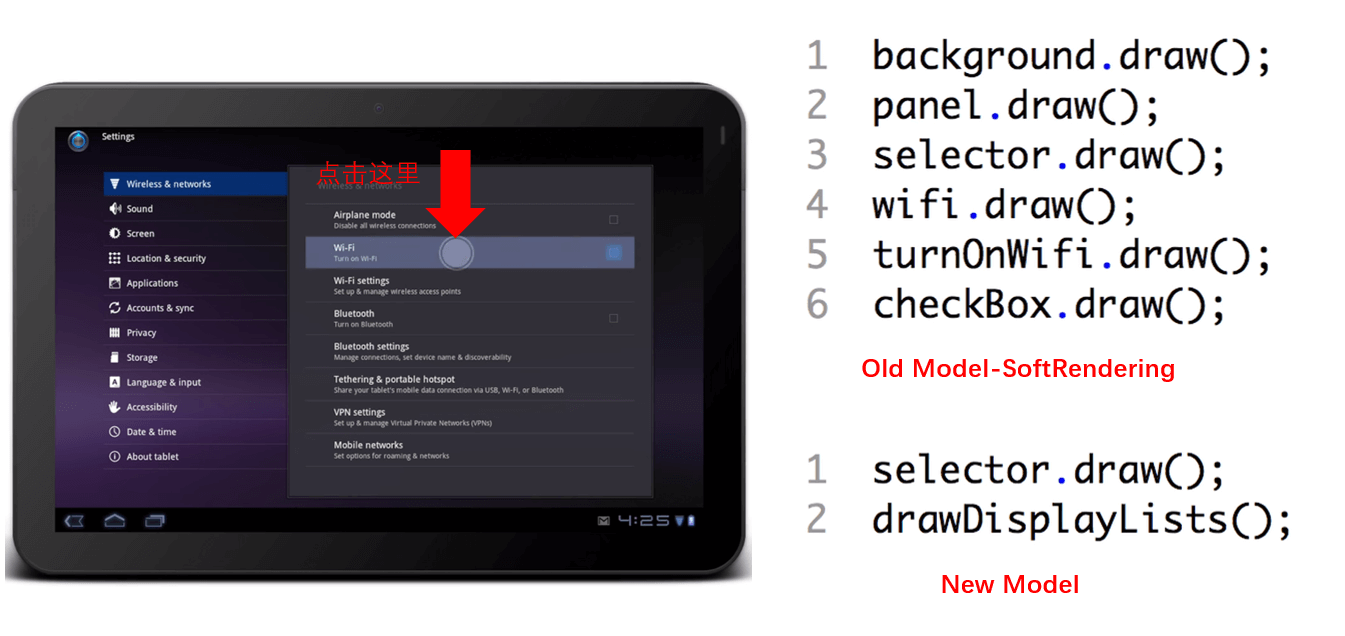 Settings
Wireless & networks
Sound
Screen
Location & security
Applications
Accounts & sync
Privacy
Storage
Language & input
Accessibility
Date & time
About tablet
点击这里
Wireless & networks
Airplane mode
Disable all wireless connections
Wi-Fi
Turn on Wi-Fi
Wi-Fi settings
Set up & manage wireless access points
Bluetooth
Turn on Bluetooth
Bluetooth settings
Manage connections, set device name & discoverability
Tethering & portable hotspot
Share your tablet's mobile data connection via USB, Wi-Fi, or Bluetooth
VPN settings
Set up & manage Virtual Private Networks (VPNs)
Mobile networks
Set options for roaming & networks
4:25
1 background.draw();
2 panel.draw();
3 selector.draw();
4 wifi.draw();
5 turnOnWifi.draw();
6 checkBox.draw();
Old Model-SoftRendering
1 selector.draw();
2 drawDisplayLists();
New Model